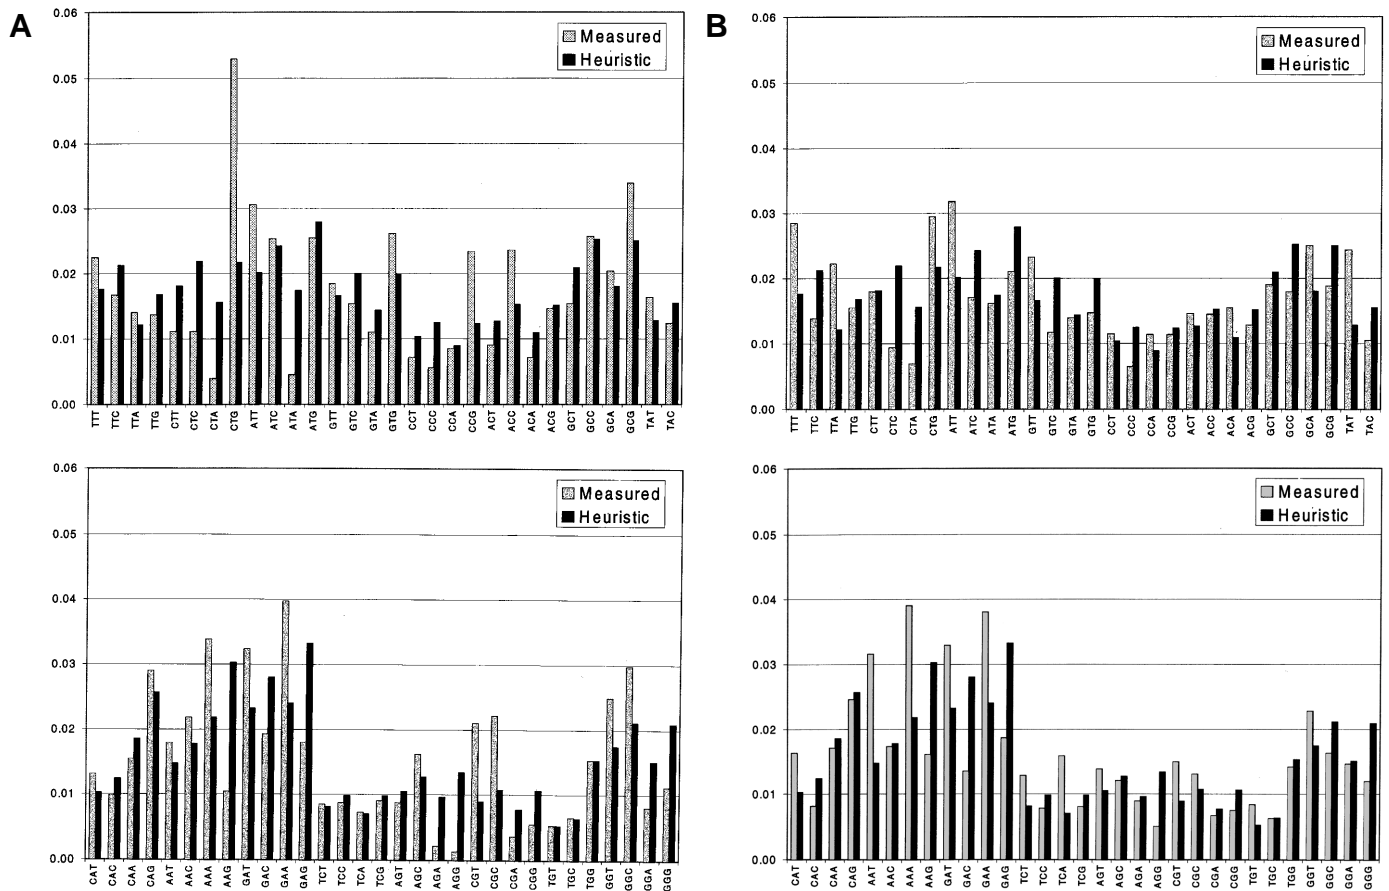 A
0.06
0.05
0.04
0.03
0.02
0.01
0.00
Measured
Heuristic
TTT TTC TTA TTG CTT CTC CTA CTG ATT ATC ATA ATG GTT GTC GTA GTG CCT CCC CCA CCG ACT ACC ACA ACG GCT GCC GCA GCG TAT TAC
B
0.06
0.05
0.04
0.03
0.02
0.01
0.00
Measured
Heuristic
TTT TTC TTA TTG CTT CTC CTA CTG ATT ATC ATA ATG GTT GTC GTA GTG CCT CCC CCA CCG ACT ACC ACA ACG GCT GCC GCA GCG TAT TAC
0.06
0.05
0.04
0.03
0.02
0.01
0.00
Measured
Heuristic
CAT CAC CAA CAG AAT AAC AAA AAG GAT GAC GAA GAG TCT TCC TCA TCG AGT AGC AGA AGG CGT CGC CGA CGG TGT TGC TGG GGT GGC GGA GGG
0.06
0.05
0.04
0.03
0.02
0.01
0.00
Measured
Heuristic
CAT CAC CAA CAG AAT AAC AAA AAG GAT GAC GAA GAG TCT TCC TCA TCG AGT AGC AGA AGG CGT CGC CGA CGG TGT TGC TGG GGT GGC GGA GGG